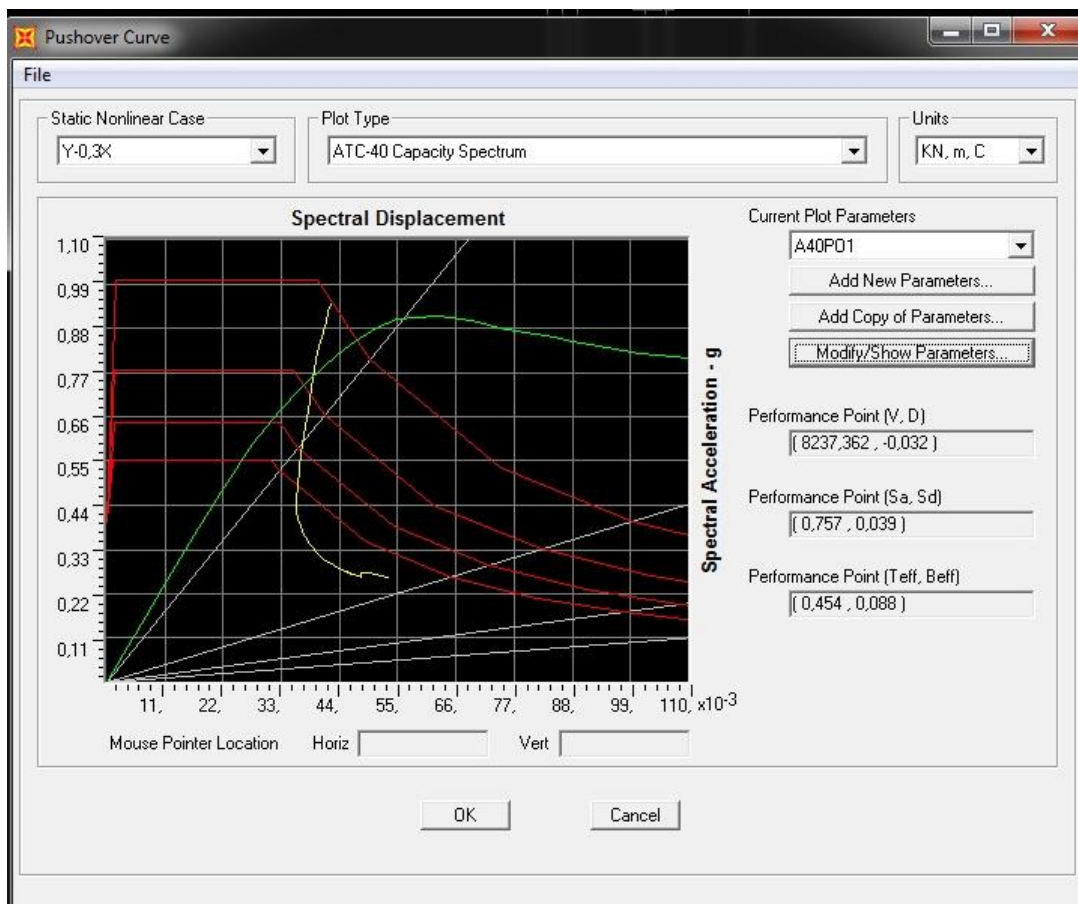 Pushover Curve
File
Static Nonlinear Case
Y-0,3X
Plot Type
ATC-40 Capacity Spectrum
Units
KN, m, C
Spectral Displacement
1,10
0,99
0,88
0,77
0,66
0,55
0,44
0,33
0,22
0,11
11, 22, 33, 44, 55, 66, 77, 88, 99, 110, x10-3
Spectral Acceleration - g
Mouse Pointer Location Horiz Vert
Current Plot Parameters
A40PO1
Add New Parameters...
Add Copy of Parameters...
Modify/Show Parameters...
Performance Point (V, D)
( 8237,362 , -0,032 )
Performance Point (Sa, Sd)
( 0,757 , 0,039 )
Performance Point (Teff, Beff)
( 0,454 , 0,088 )
OK Cancel